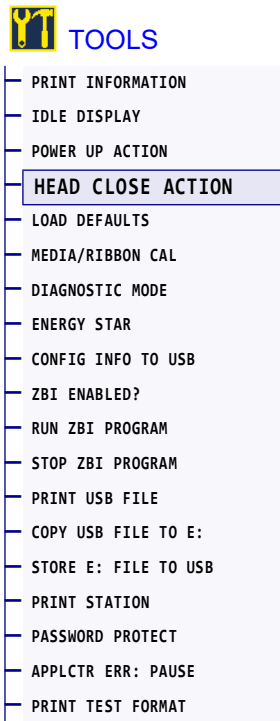 TOOLS
PRINT INFORMATION
IDLE DISPLAY
POWER UP ACTION
HEAD CLOSE ACTION
LOAD DEFAULTS
MEDIA/RIBBON CAL
DIAGNOSTIC MODE
ENERGY STAR
CONFIG INFO TO USB
ZBI ENABLED?
RUN ZBI PROGRAM
STOP ZBI PROGRAM
PRINT USB FILE
COPY USB FILE TO E:
STORE E: FILE TO USB
PRINT STATION
PASSWORD PROTECT
APPLCTR ERR: PAUSE
PRINT TEST FORMAT